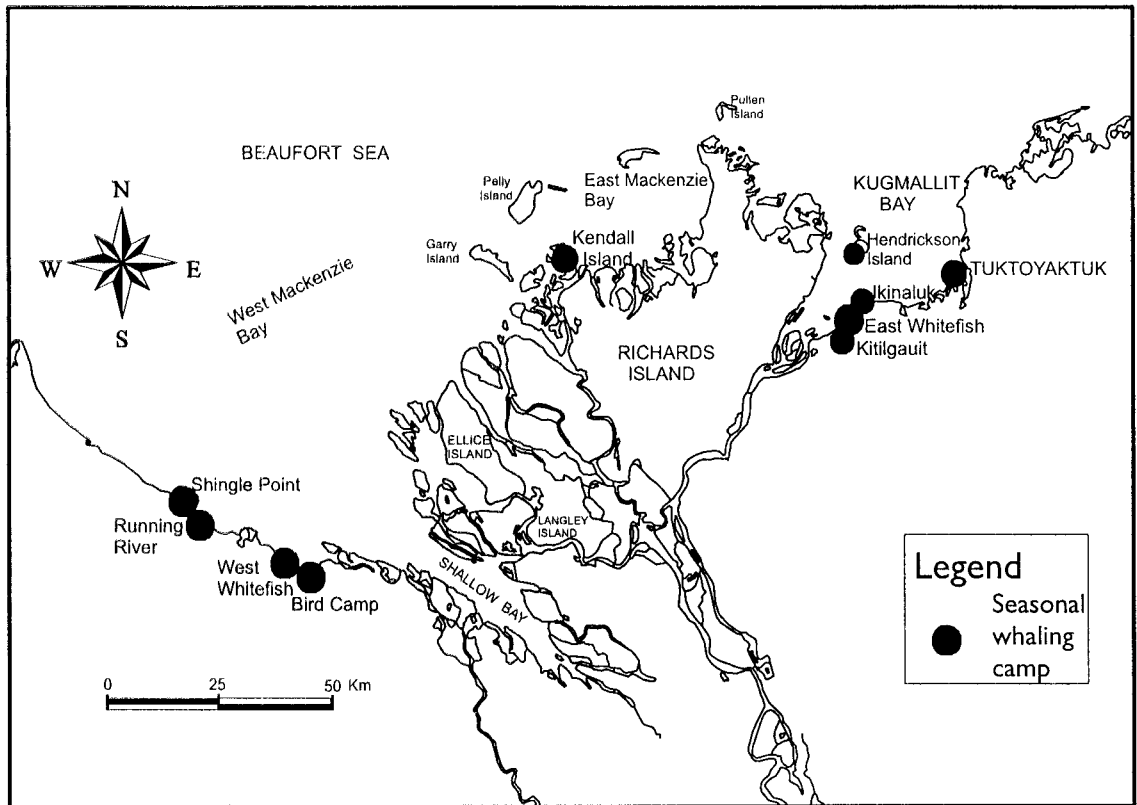 Pullen
Island
BEAUFORT SEA
KUGMALLIT
BAY
N
W
E
S
Pelly
Island
East Mackenzie
Bay
Garry
Island
Kendall
Island
Hendrickson
Island
TUKTOYAKTUK
West Mackenzie
Bay
Ikinaluk
East Whitefish
Kitilgauit
RICHARDS
ISLAND
ELLICE
ISLAND
Shingle Point
Running
River
LANGLEY
ISLAND
West
Whitefish
Bird Camp
SHALLOW BAY
Legend
Seasonal
whaling
camp
0 25 50 Km